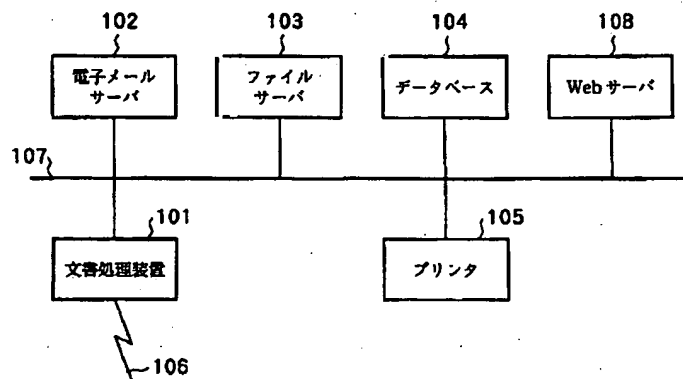 102
103
104
108
電子メール
サーバ
ファイル
サーバ
データベース
Webサーバ
107
101
105
文書処理装置
プリンタ
106